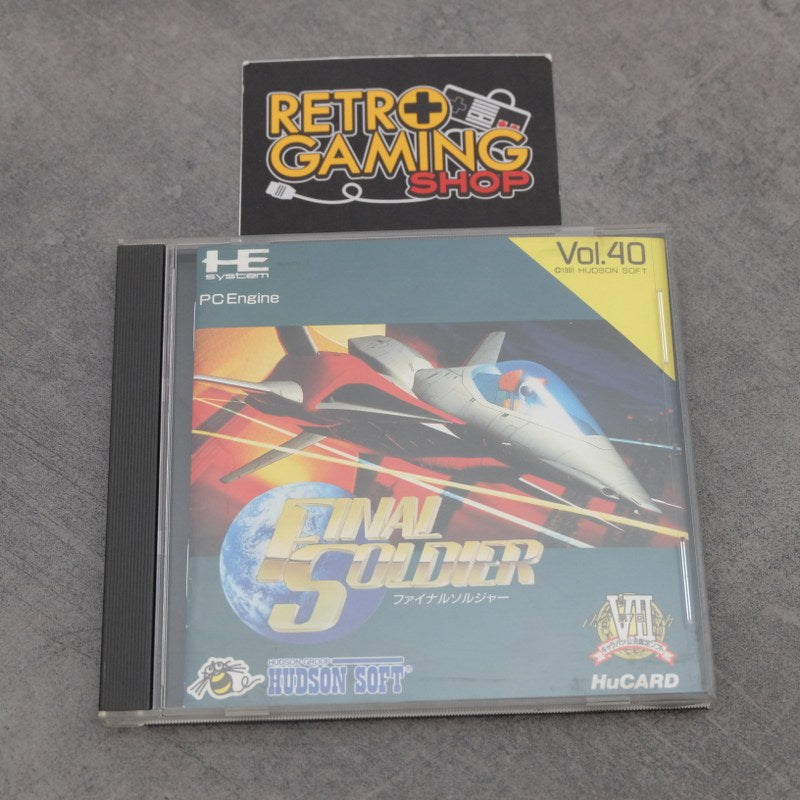 RETRO
GAMING
SHOP
HE
system
PC Engine
Vol.40
©1991 HUDSON SOFT
FINAL
SOLDIER
ファイナルソルジャー
HUDSON GROUP
HUDSON SOFT®
VII
HuCARD